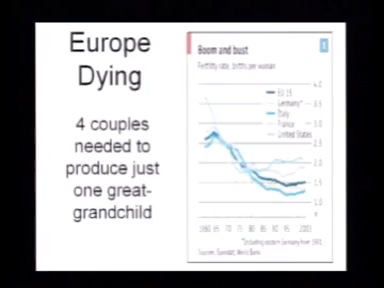 Europe
Dying
4 couples
needed to
produce just
one great-
grandchild
Boom and bust
1
Fertility rate, births per woman
4.0
EU 15
Germany*
3.5
Italy
France
3.0
United States
2.5
2.0
1.5
1.0
1960 65 70 75 80 85 90 95 2002
*Including eastern Germany from 1991
Sources: Eurostat; World Bank